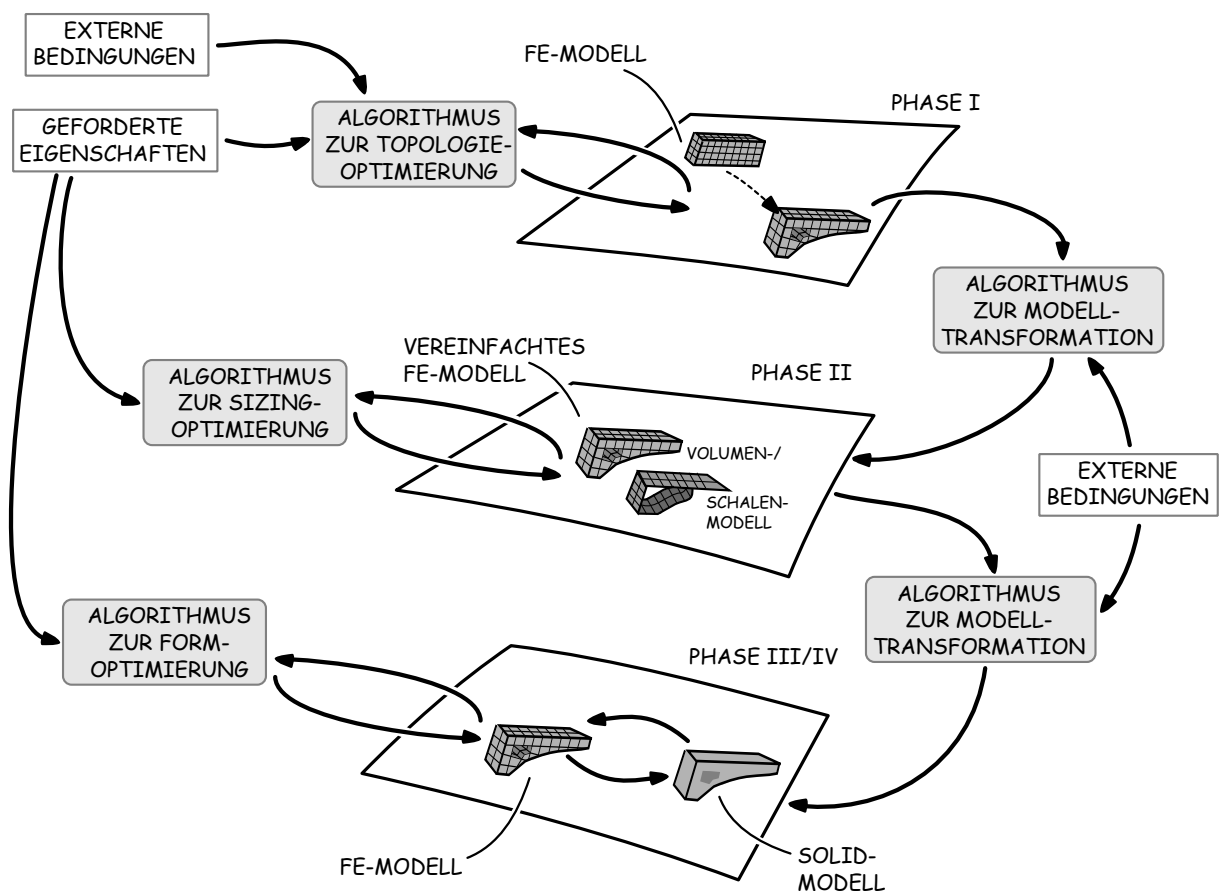 EXTERNE
BEDINGUNGEN
FE-MODELL
PHASE I
GEFORDERTE
EIGENSCHAFTEN
ALGORITHMUS
ZUR TOPOLOGIE-
OPTIMIERUNG
ALGORITHMUS
ZUR MODELL-
TRANSFORMATION
VEREINFACHTES
FE-MODELL
PHASE II
ALGORITHMUS
ZUR SIZING-
OPTIMIERUNG
VOLUMEN-/
SCHALEN-
MODELL
EXTERNE
BEDINGUNGEN
ALGORITHMUS
ZUR MODELL-
TRANSFORMATION
ALGORITHMUS
ZUR FORM-
OPTIMIERUNG
PHASE III/IV
FE-MODELL
SOLID-
MODELL